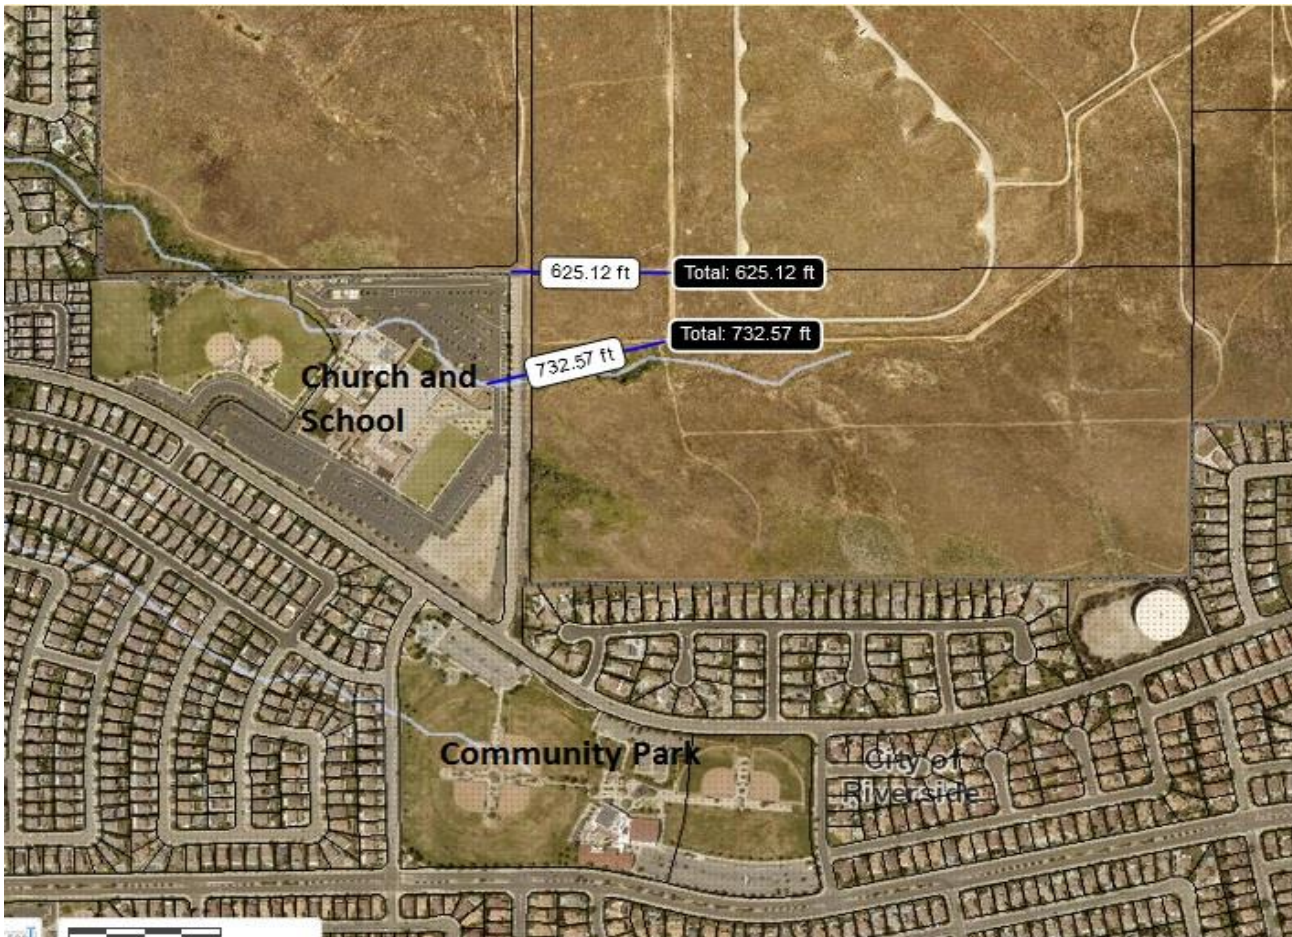 625.12 ft
Total: 625.12 ft
Total: 732.57 ft
732.57 ft
Church and
School
Community Park
City of
Riverside